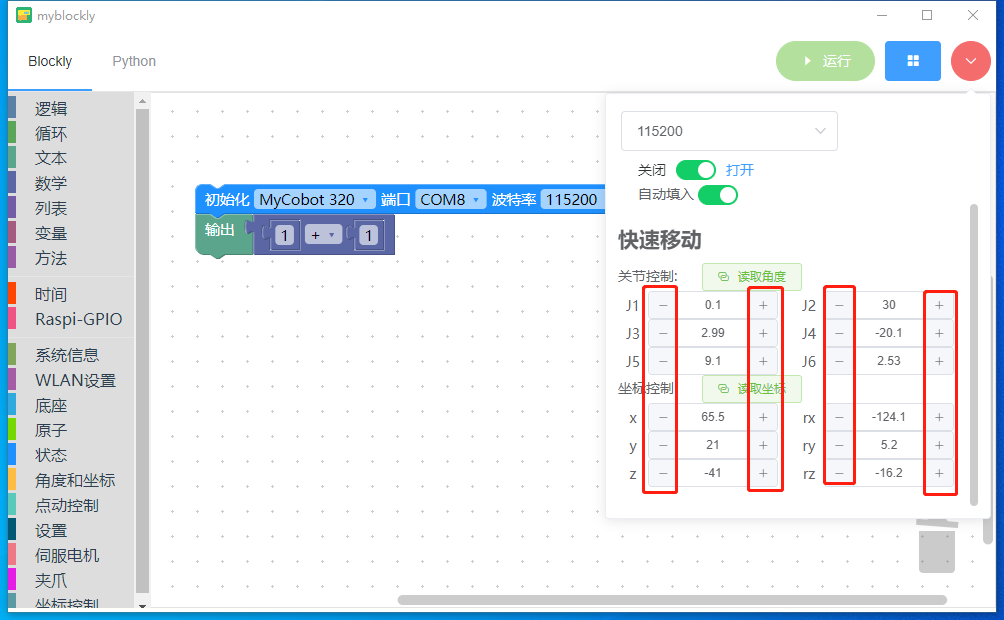 myblockly
Blockly Python 运行
逻辑
循环
文本
数学
列表
变量
方法
时间
Raspi-GPIO
系统信息
WLAN设置
底座
原子
状态
角度和坐标
点动控制
设置
伺服电机
夹爪
坐标控制
初始化 MyCobot 320 端口 COM8 波特率 115200
输出 1 + 1
115200
关闭 打开
自动填入
快速移动
关节控制: 读取角度
J1 − 0.1 + J2 − 30 +
J3 − 2.99 + J4 − -20.1 +
J5 − 9.1 + J6 − 2.53 +
坐标控制 读取坐标
x − 65.5 + rx − -124.1 +
y − 21 + ry − 5.2 +
z − -41 + rz − -16.2 +